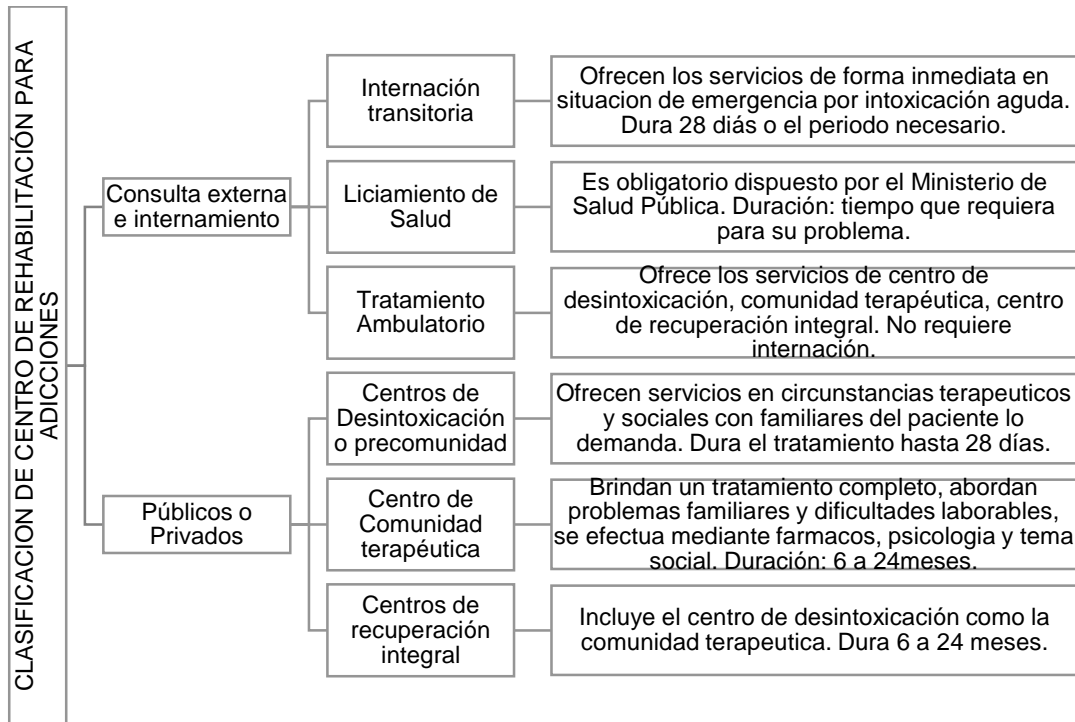 CLASIFICACION DE CENTRO DE REHABILITACIÓN PARA
ADICCIONES
Consulta externa
e internamiento
Internación
transitoria
Ofrecen los servicios de forma inmediata en
situacion de emergencia por intoxicación aguda.
Dura 28 diás o el periodo necesario.
Liciamiento de
Salud
Es obligatorio dispuesto por el Ministerio de
Salud Pública. Duración: tiempo que requiera
para su problema.
Tratamiento
Ambulatorio
Ofrece los servicios de centro de
desintoxicación, comunidad terapéutica, centro
de recuperación integral. No requiere
internación.
Públicos o
Privados
Centros de
Desintoxicación
o precomunidad
Ofrecen servicios en circunstancias terapeuticos
y sociales con familiares del paciente lo
demanda. Dura el tratamiento hasta 28 días.
Centro de
Comunidad
terapéutica
Brindan un tratamiento completo, abordan
problemas familiares y dificultades laborables,
se efectua mediante farmacos, psicologia y tema
social. Duración: 6 a 24meses.
Centros de
recuperación
integral
Incluye el centro de desintoxicación como la
comunidad terapeutica. Dura 6 a 24 meses.